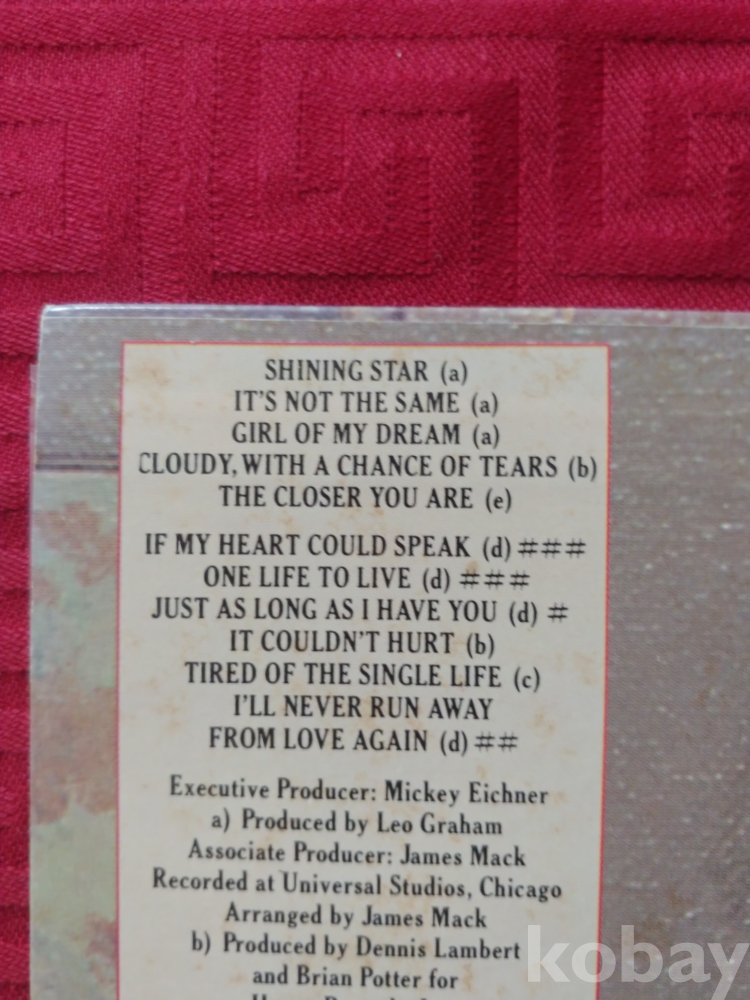 SHINING STAR (a)
IT'S NOT THE SAME (a)
GIRL OF MY DREAM (a)
CLOUDY, WITH A CHANCE OF TEARS (b)
THE CLOSER YOU ARE (e)
IF MY HEART COULD SPEAK (d) ###
ONE LIFE TO LIVE (d) ###
JUST AS LONG AS I HAVE YOU (d) #
IT COULDN'T HURT (b)
TIRED OF THE SINGLE LIFE (c)
I'LL NEVER RUN AWAY
FROM LOVE AGAIN (d) ##
Executive Producer: Mickey Eichner
a) Produced by Leo Graham
Associate Producer: James Mack
Recorded at Universal Studios, Chicago
Arranged by James Mack
b) Produced by Dennis Lambert
and Brian Potter for
kobay